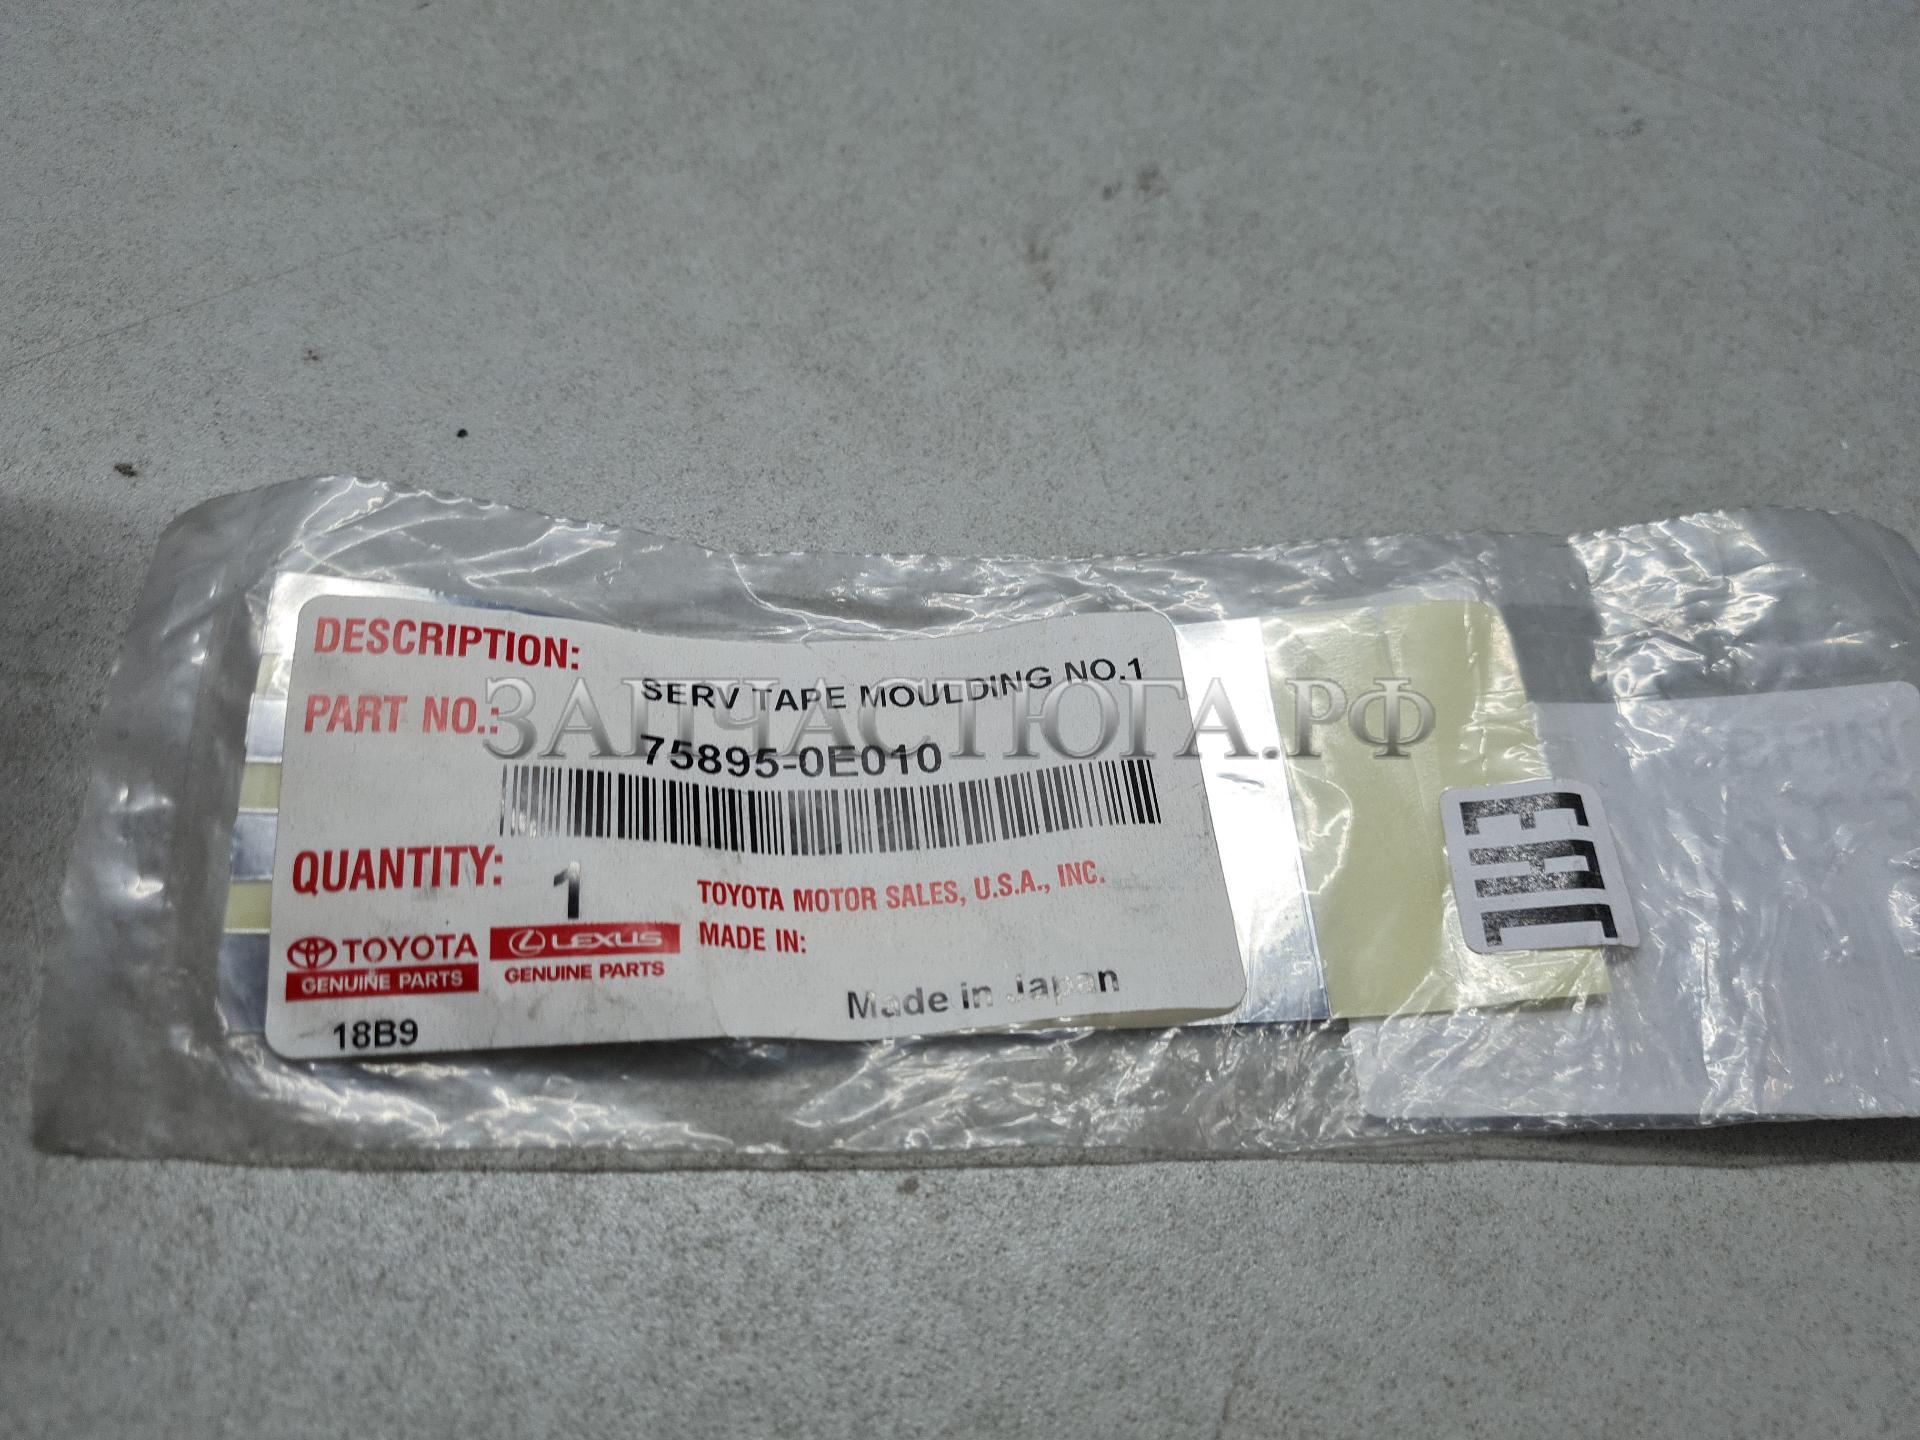 DESCRIPTION:
SERV TAPE MOULDING NO.1
PART NO.:
ЗАПЧАСТЮГА.РФ
75895-0E010
QUANTITY:
1
TOYOTA MOTOR SALES, U.S.A., INC.
MADE IN:
Made in Japan
TOYOTA
GENUINE PARTS
LEXUS
GENUINE PARTS
18B9
EAC